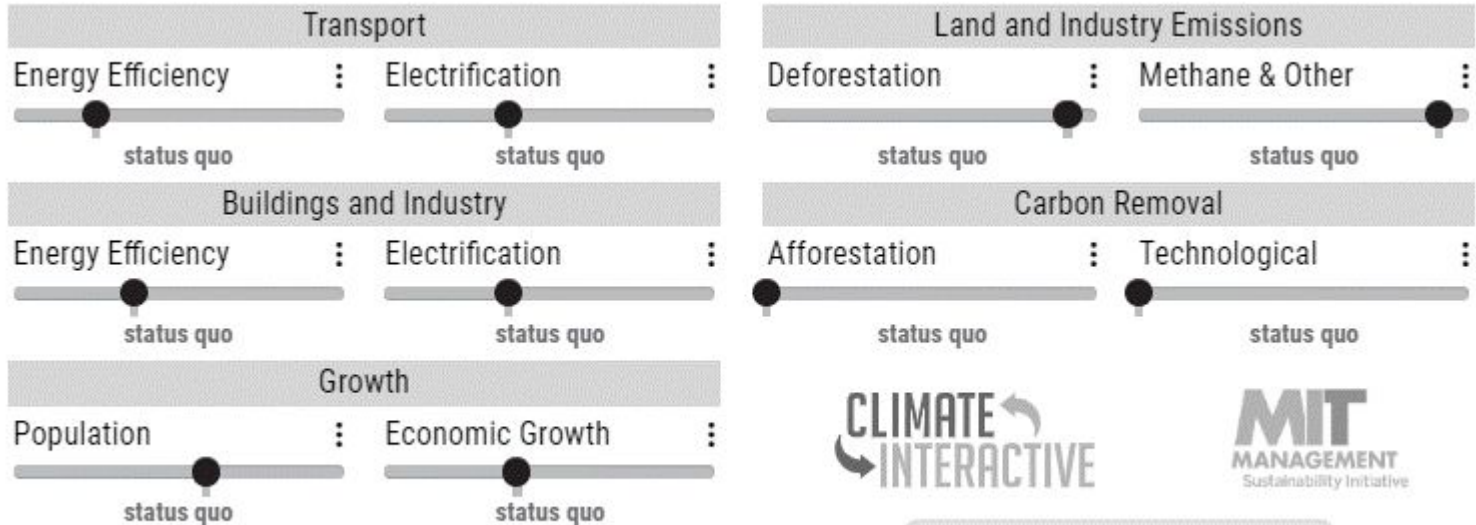 Transport
Energy Efficiency
Electrification
status quo
status quo
Buildings and Industry
Energy Efficiency
Electrification
status quo
status quo
Growth
Population
Economic Growth
status quo
status quo
Land and Industry Emissions
Deforestation
Methane & Other
status quo
status quo
Carbon Removal
Afforestation
Technological
status quo
status quo
CLIMATE
INTERACTIVE
MIT
MANAGEMENT
Sustainability Initiative